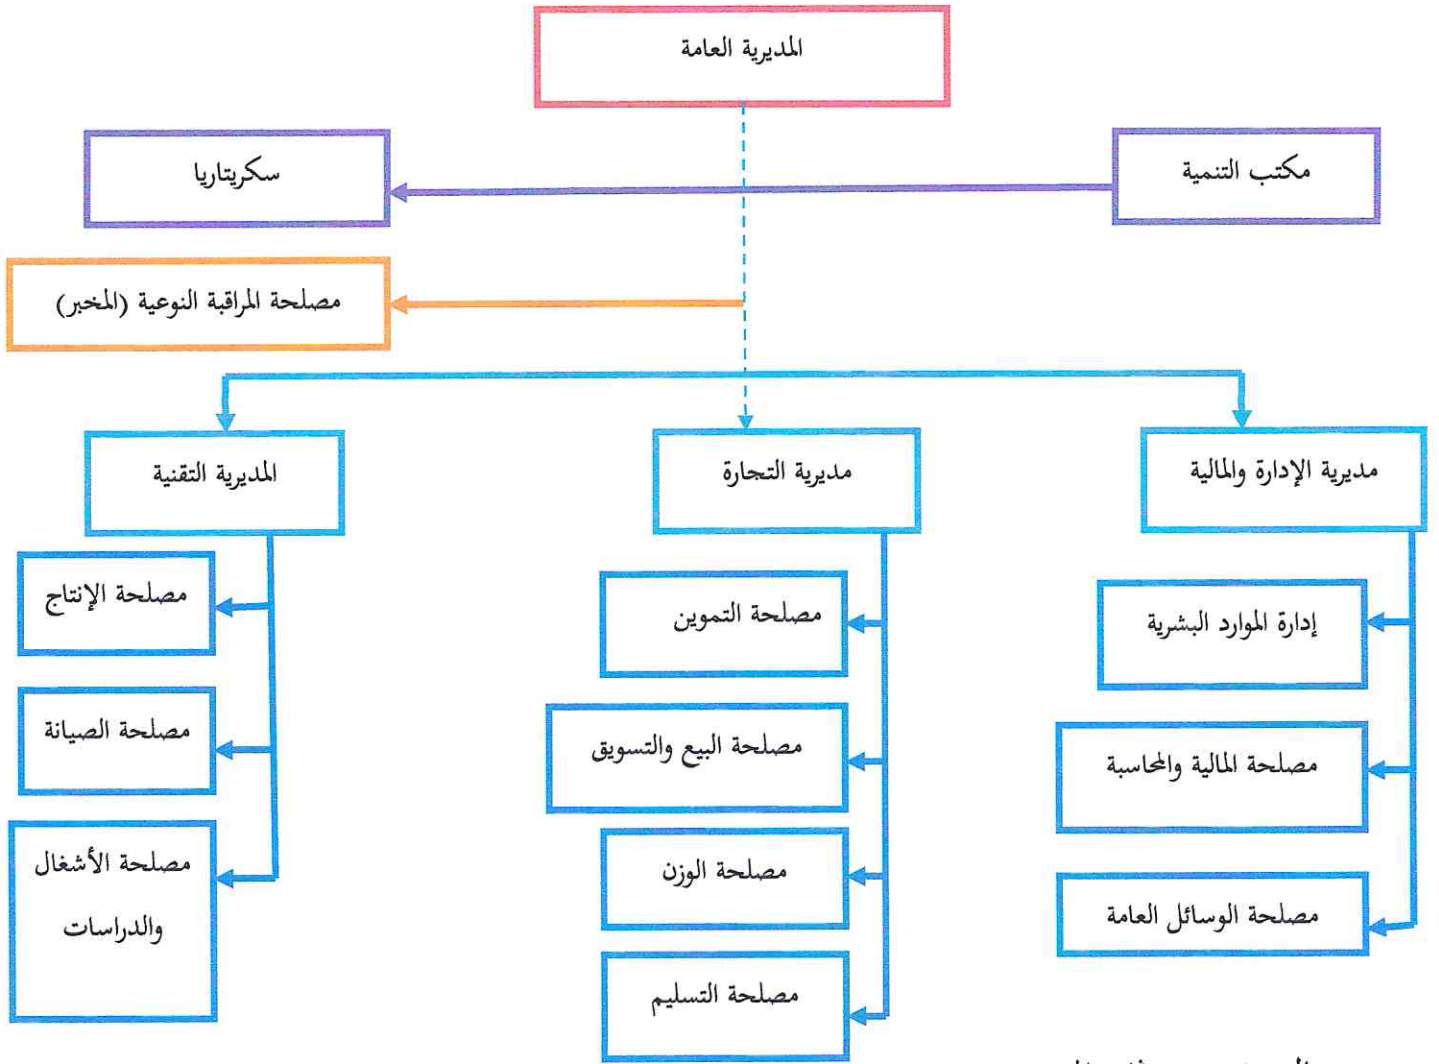 المديرية العامة
مكتب التنمية
سكريتاريا
مصلحة المراقبة النوعية (المخبر)
مديرية الإدارة والمالية
مديرية التجارة
المديرية التقنية
إدارة الموارد البشرية
مصلحة المالية والمحاسبة
مصلحة الوسائل العامة
مصلحة التموين
مصلحة البيع والتسويق
مصلحة الوزن
مصلحة التسليم
مصلحة الإنتاج
مصلحة الصيانة
مصلحة الأشغال
والدراسات